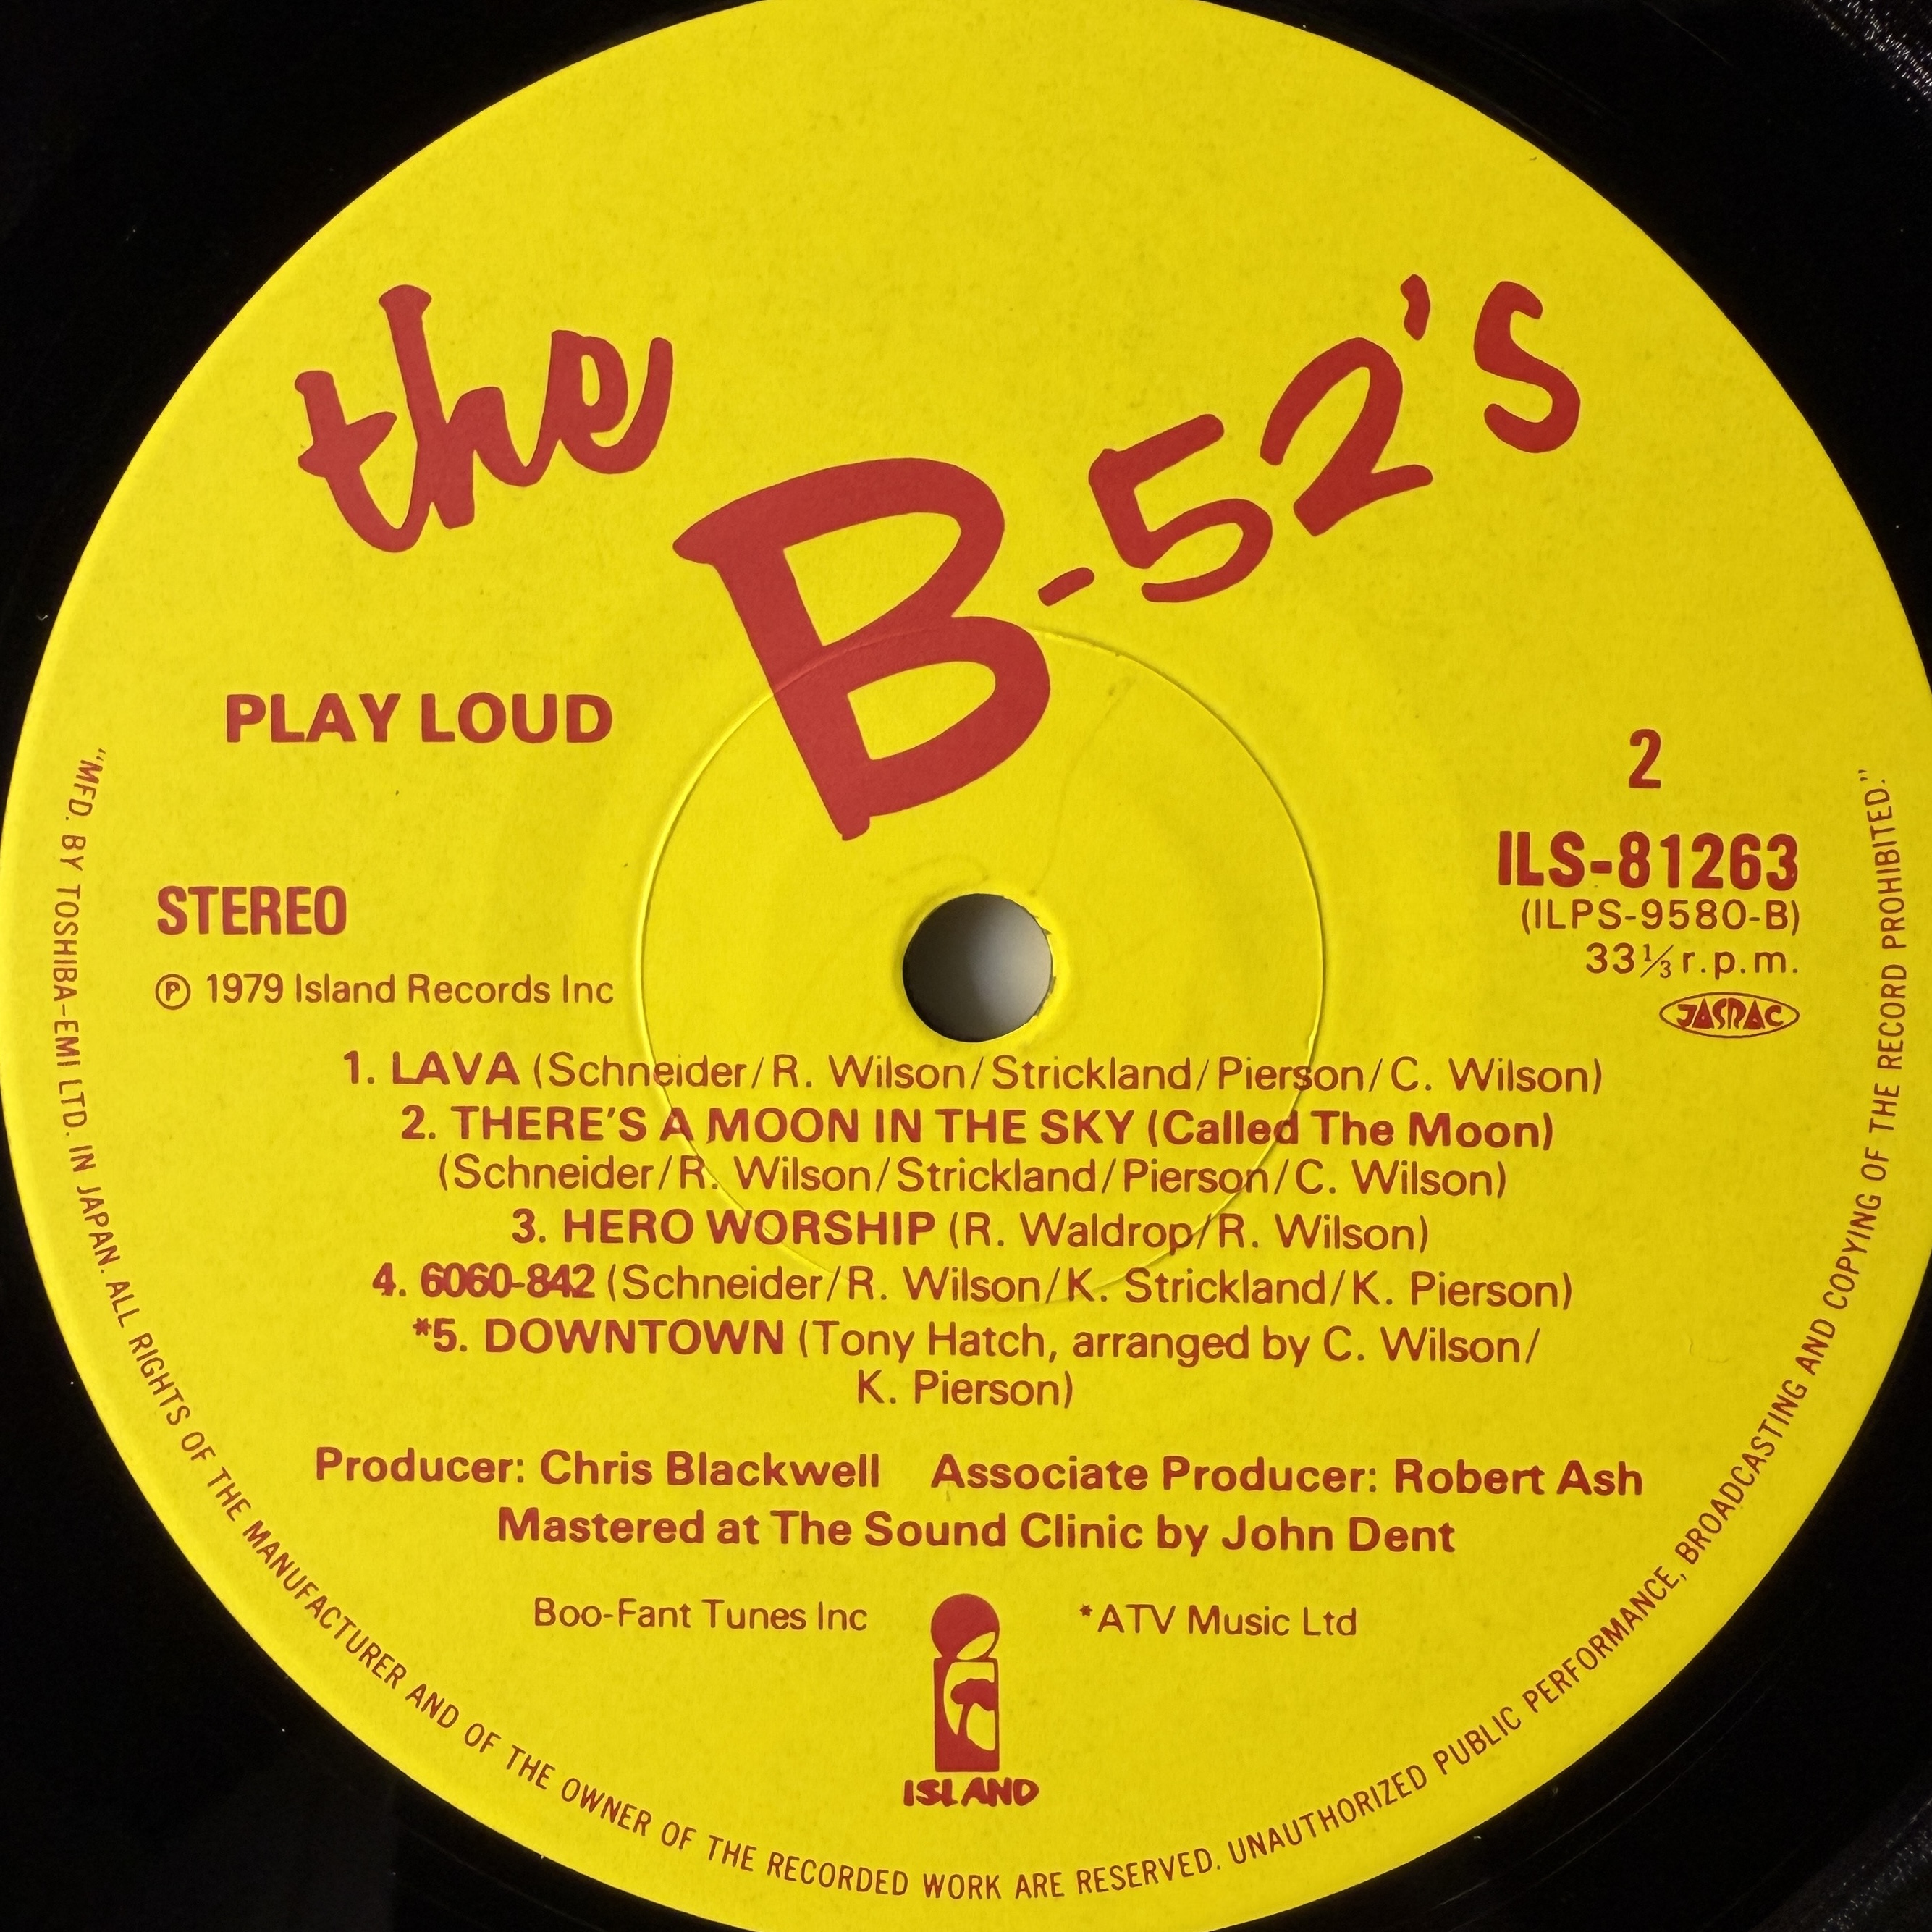 the B-52's
PLAY LOUD
2
STEREO
ILS-81263
(ILPS-9580-B)
33⅓ r.p.m.
Ⓟ 1979 Island Records Inc
JASRAC
1. LAVA (Schneider/R. Wilson/Strickland/Pierson/C. Wilson)
2. THERE'S A MOON IN THE SKY (Called The Moon)
(Schneider/R. Wilson/Strickland/Pierson/C. Wilson)
3. HERO WORSHIP (R. Waldrop/R. Wilson)
4. 6060-842 (Schneider/R. Wilson/K. Strickland/K. Pierson)
*5. DOWNTOWN (Tony Hatch, arranged by C. Wilson/
K. Pierson)
Producer: Chris Blackwell Associate Producer: Robert Ash
Mastered at The Sound Clinic by John Dent
Boo-Fant Tunes Inc *ATV Music Ltd
ISLAND
"MFD. BY TOSHIBA-EMI LTD. IN JAPAN. ALL RIGHTS OF THE MANUFACTURER AND OF THE OWNER OF THE RECORDED WORK ARE RESERVED. UNAUTHORIZED PUBLIC PERFORMANCE, BROADCASTING AND COPYING OF THE RECORD PROHIBITED."